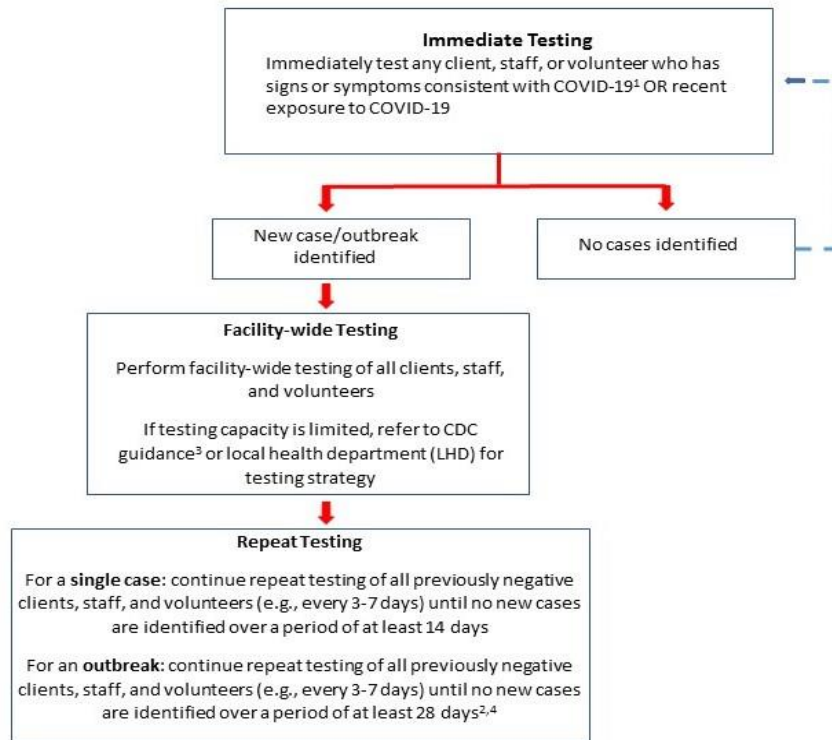 Immediate Testing
Immediately test any client, staff, or volunteer who has
signs or symptoms consistent with COVID-19¹ OR recent
exposure to COVID-19
New case/outbreak
identified
No cases identified
Facility-wide Testing
Perform facility-wide testing of all clients, staff,
and volunteers
If testing capacity is limited, refer to CDC
guidance³ or local health department (LHD) for
testing strategy
Repeat Testing
For a single case: continue repeat testing of all previously negative
clients, staff, and volunteers (e.g., every 3-7 days) until no new cases
are identified over a period of at least 14 days
For an outbreak: continue repeat testing of all previously negative
clients, staff, and volunteers (e.g., every 3-7 days) until no new cases
are identified over a period of at least 28 days²,⁴